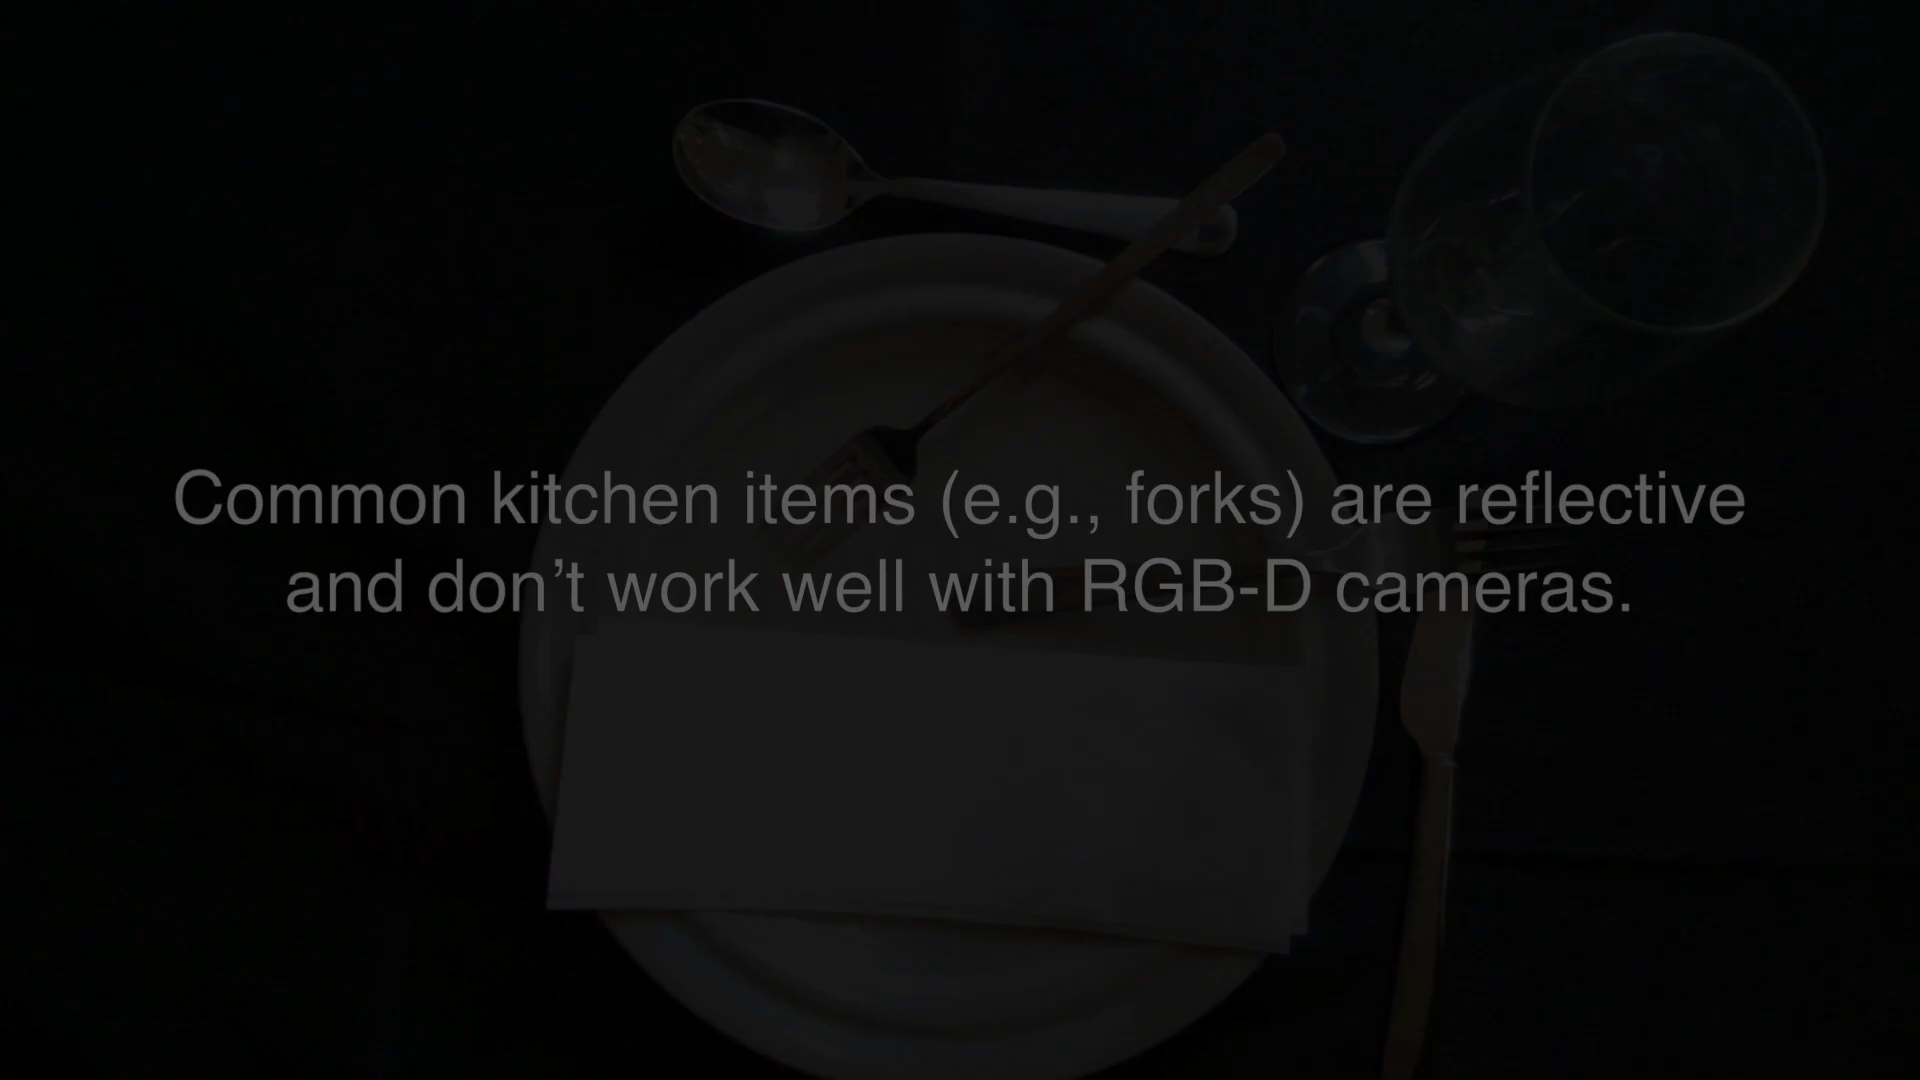 Common kitchen items (e.g., forks) are reflective
and don’t work well with RGB-D cameras.